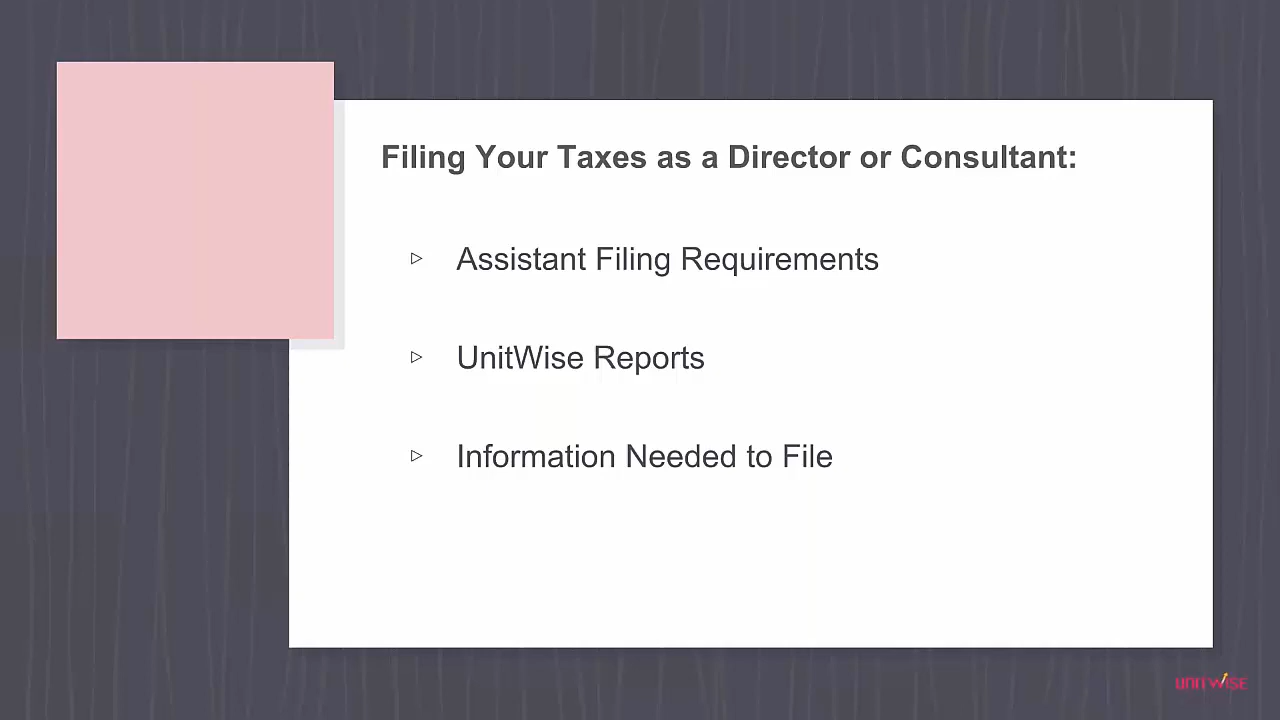 Filing Your Taxes as a Director or Consultant:
▷ Assistant Filing Requirements
▷ UnitWise Reports
▷ Information Needed to File
UNITWISE